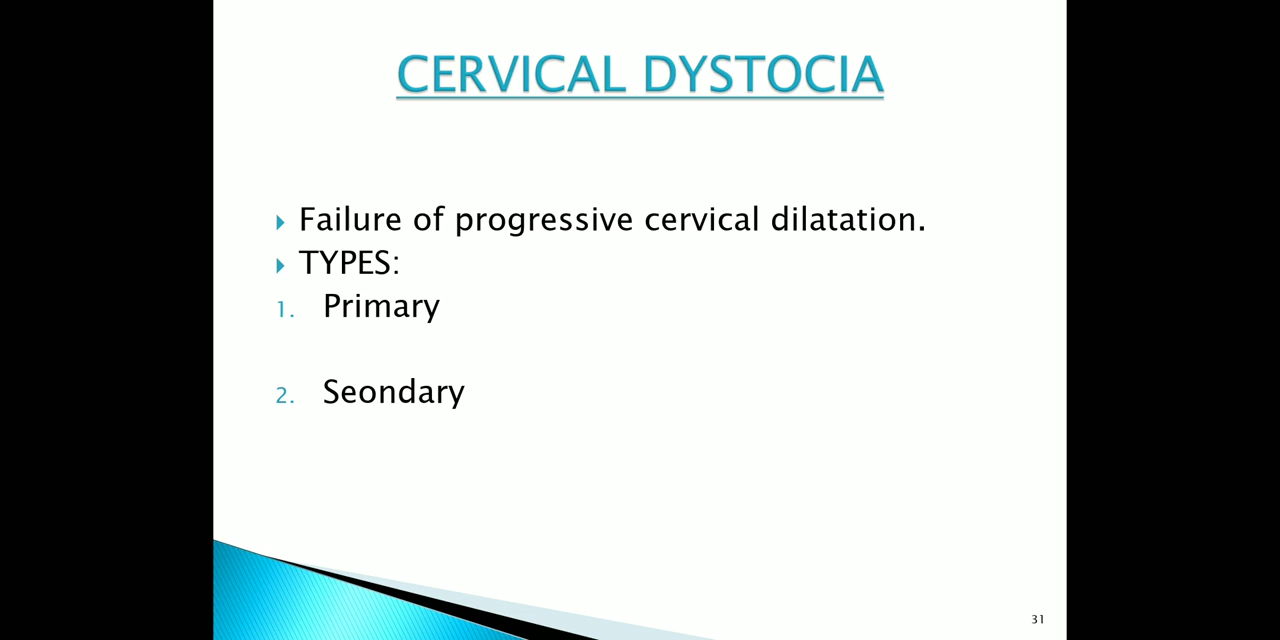 CERVICAL DYSTOCIA
Failure of progressive cervical dilatation.
TYPES:
1. Primary
2. Seondary
31